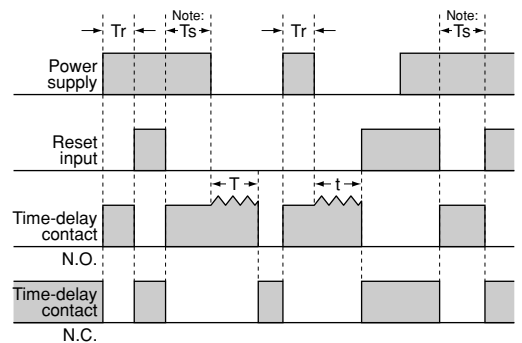 Note:
Note:
Tr
Ts
Tr
Ts
Power
supply
Reset
input
T
t
Time-delay
contact
N.O.
Time-delay
contact
N.C.